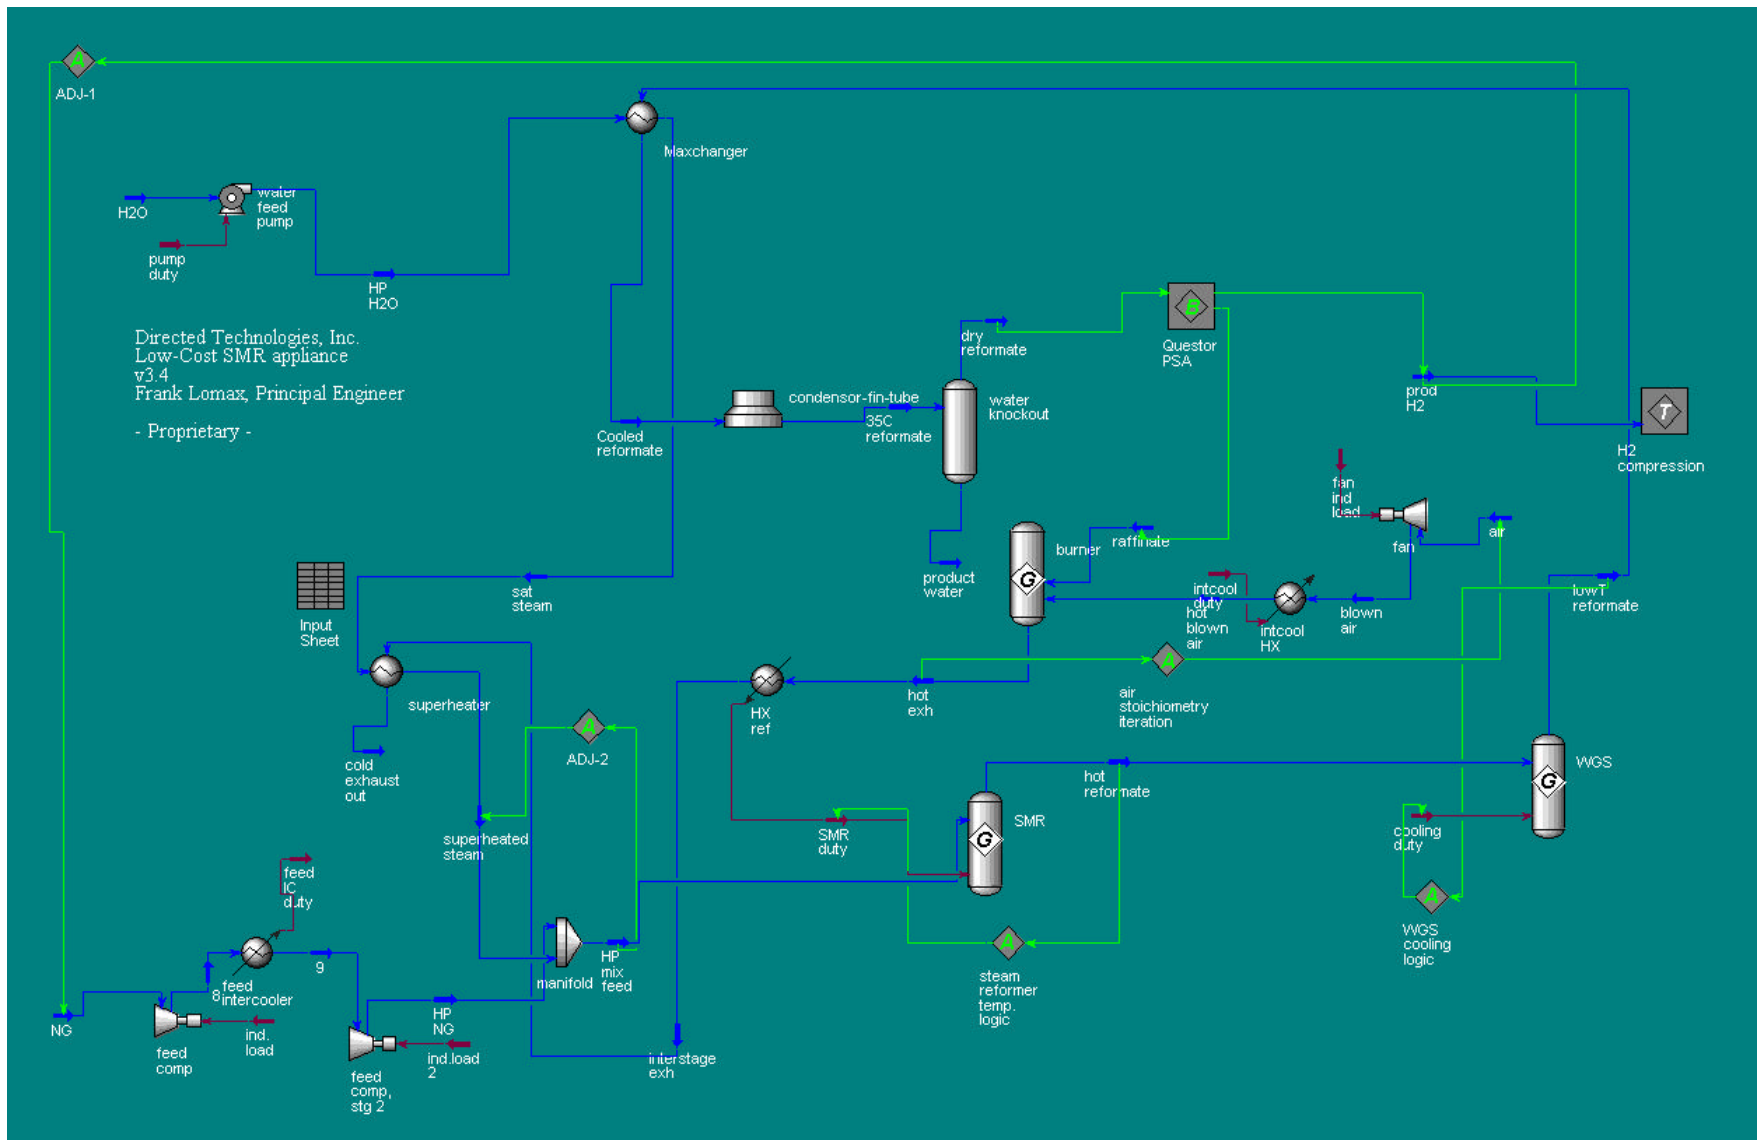 A
ADJ-1
Maxchanger
water
feed
pump
H2O
pump
duty
HP
H2O
Directed Technologies, Inc.
Low-Cost SMR appliance
v3.4
Frank Lomax, Principal Engineer
- Proprietary -
B
Questor
PSA
dry
reformate
prod
H2
T
H2
compression
condensor-fin-tube
35C
reformate
water
knockout
Cooled
reformate
fan
ind
load
fan
air
burner
G
raffinate
product
water
intcool
duty
hot
blown
air
intcool
HX
blown
air
lowT
reformate
sat
steam
Input
Sheet
superheater
cold
exhaust
out
A
ADJ-2
HX
ref
hot
exh
A
air
stoichiometry
iteration
hot
reformate
G
WGS
SMR
duty
G
SMR
cooling
duty
A
WGS
cooling
logic
superheated
steam
feed
IC
duty
9
8
feed
intercooler
manifold
HP
mix
feed
A
steam
reformer
temp.
logic
NG
feed
comp
ind.
load
HP
NG
feed
comp,
stg 2
ind.load
2
interstage
exh